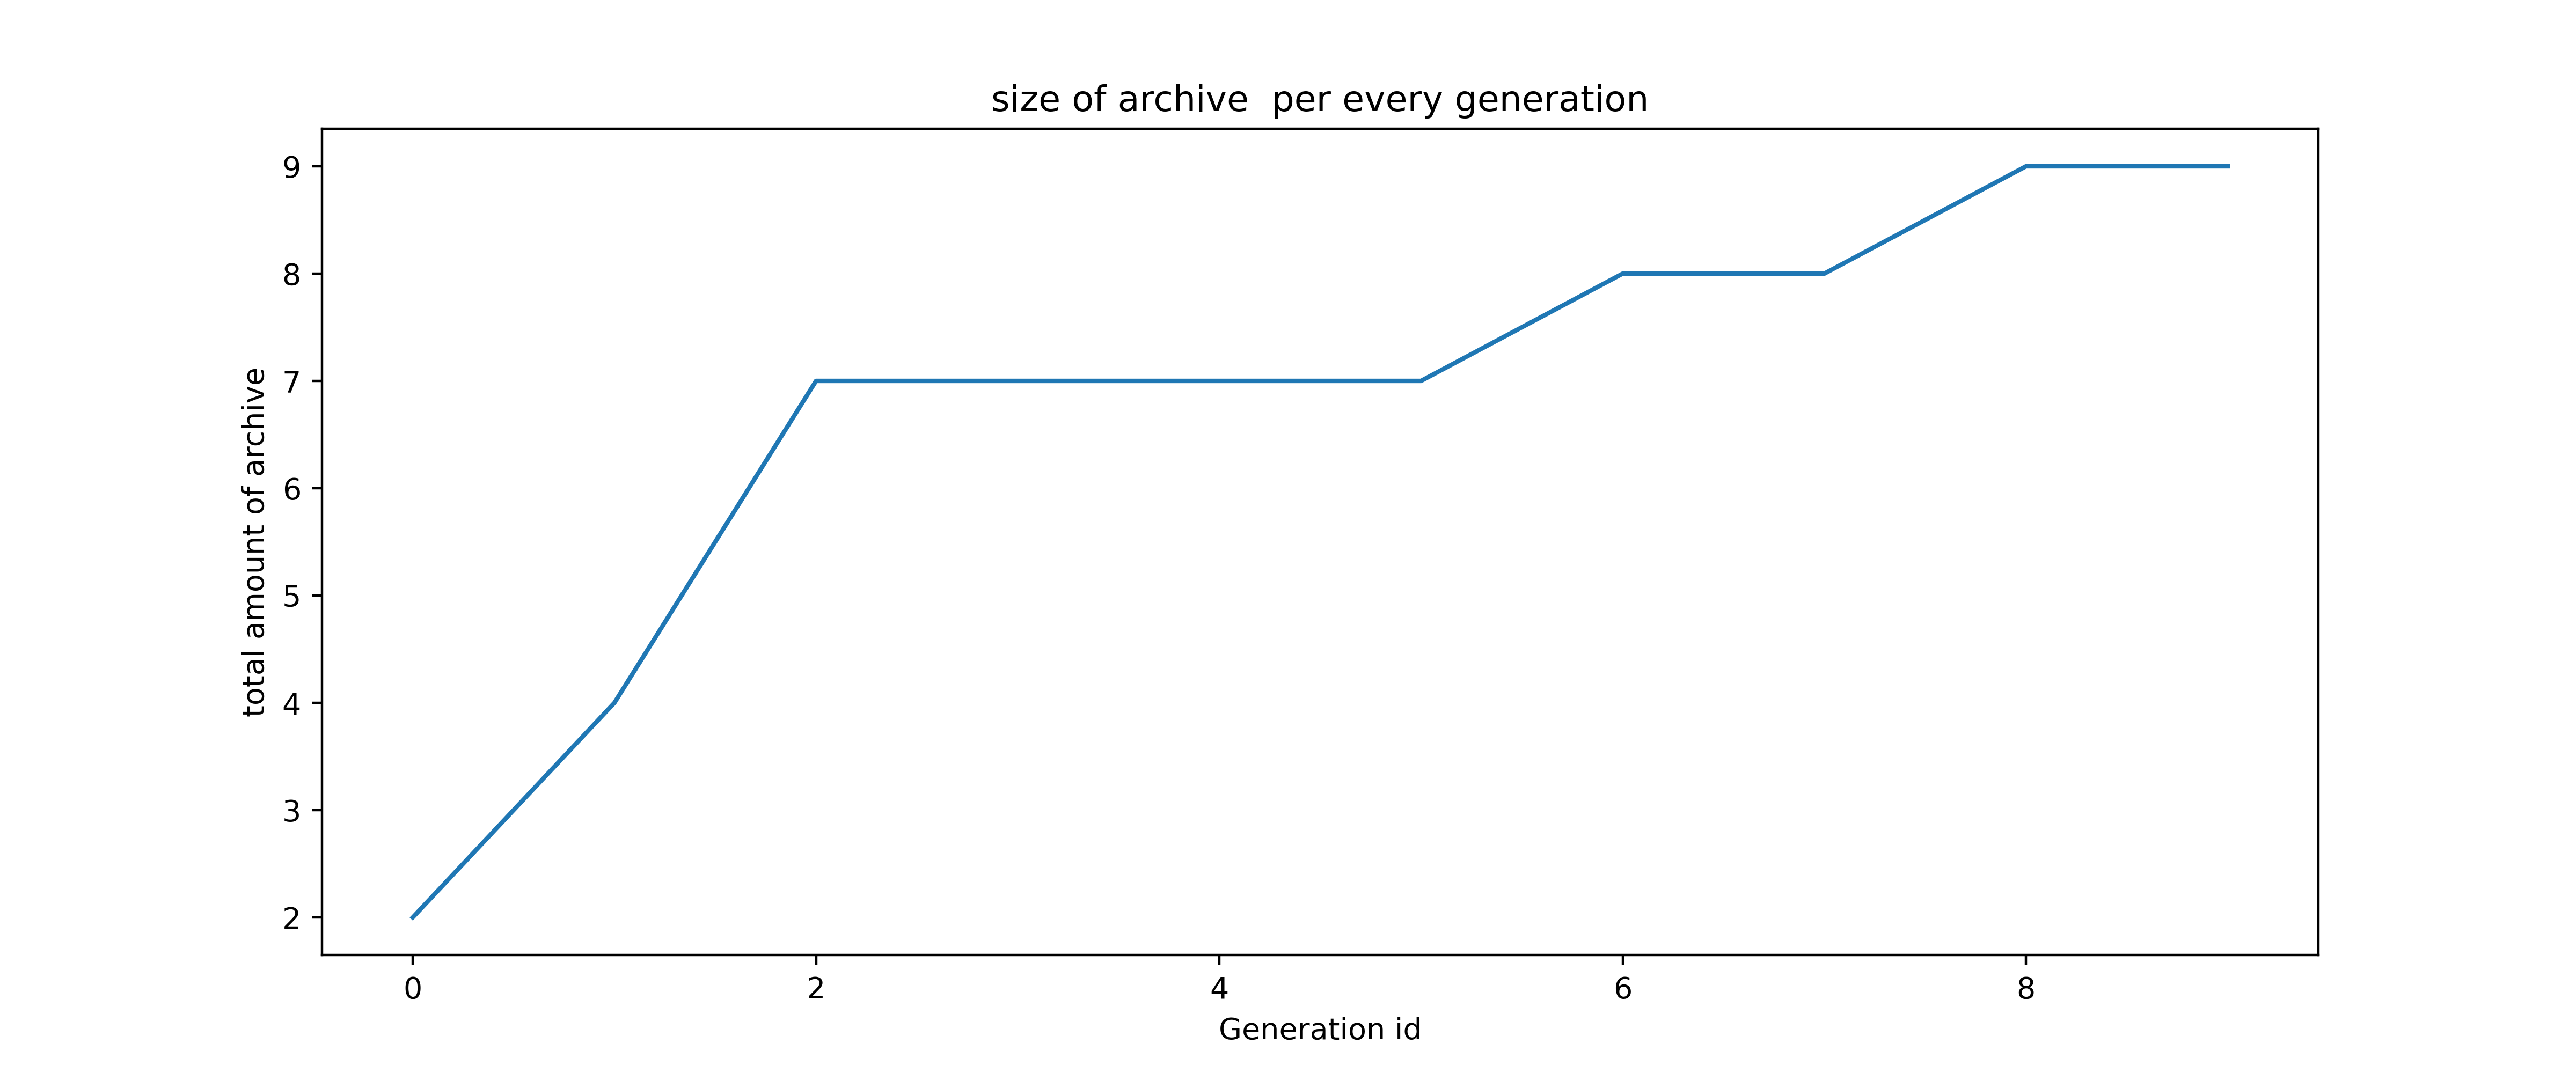 size of archive  per every generation
total amount of archive
9
8
7
6
5
4
3
2
0 2 4 6 8
Generation id